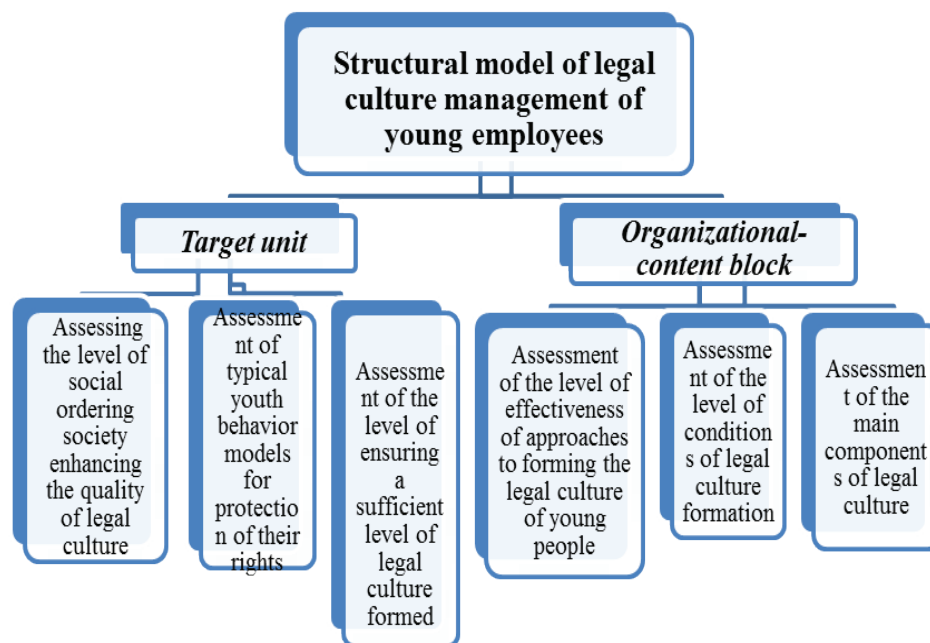 Structural model of legal
culture management of
young employees
Target unit
Organizational-
content block
Assessing
the level of
social
ordering
society
enhancing
the quality
of legal
culture
Assessme
nt of
typical
youth
behavior
models
for
protectio
n of their
rights
Assessme
nt of the
level of
ensuring
a
sufficient
level of
legal
culture
formed
Assessment
of the level of
effectiveness
of approaches
to forming the
legal culture
of young
people
Assessme
nt of the
level of
condition
s of legal
culture
formation
Assessmen
t of the
main
component
s of legal
culture